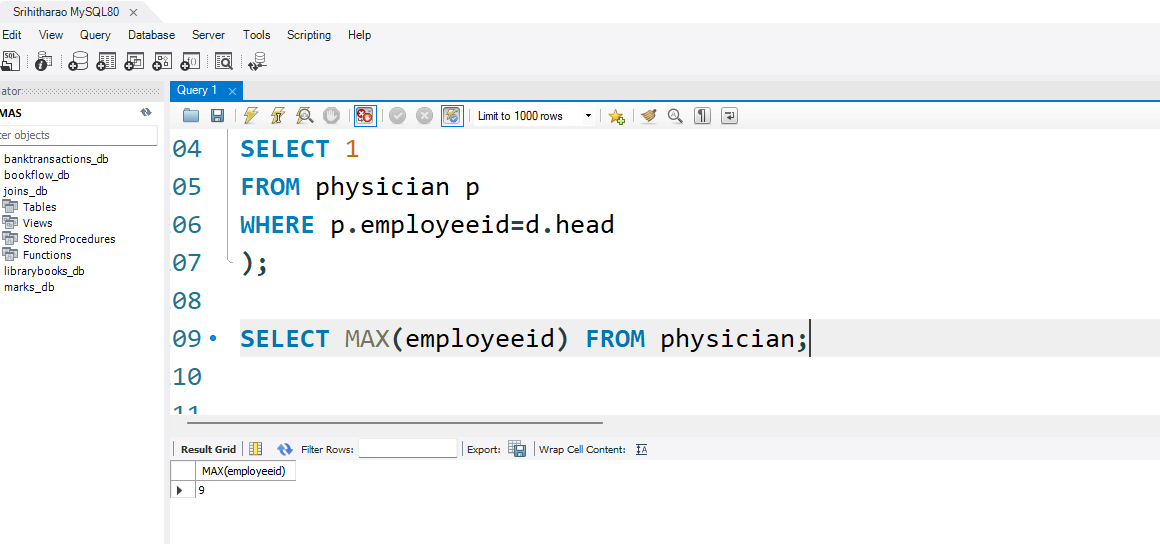 Srihitharao MySQL80 ×
Edit View Query Database Server Tools Scripting Help
ator
Query 1 ×
MAS
Limit to 1000 rows
ter objects
banktransactions_db
bookflow_db
joins_db
Tables
Views
Stored Procedures
Functions
librarybooks_db
marks_db
04 SELECT 1
05 FROM physician p
06 WHERE p.employeeid=d.head
07 );
08
09 SELECT MAX(employeeid) FROM physician;
10
11
Result Grid Filter Rows: Export: Wrap Cell Content: IA
MAX(employeeid)
9